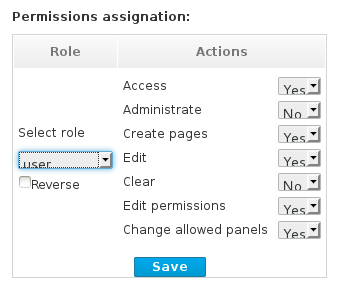 Permissions assignation:
Role Actions
Access Yes
Administrate No
Create pages Yes
Select role
user
Edit Yes
Reverse
Clear No
Edit permissions Yes
Change allowed panels Yes
Save